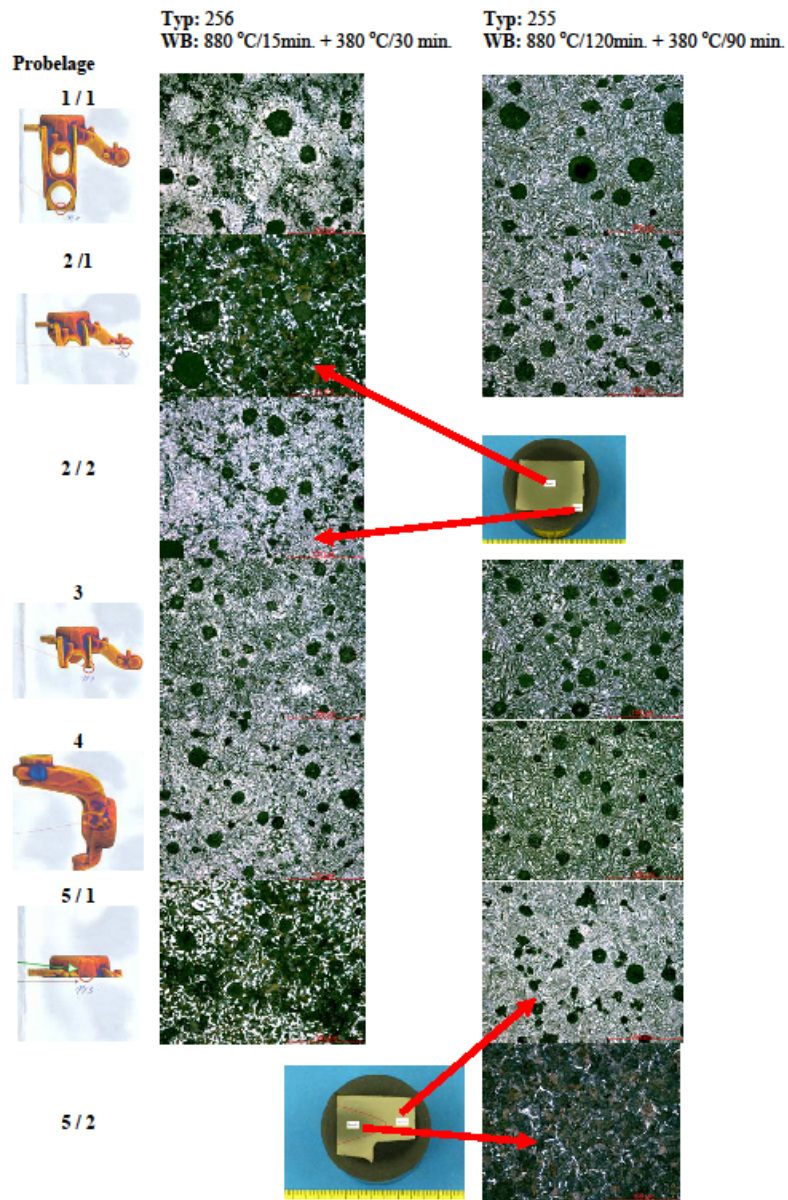 Typ: 256
WB: 880 °C/15min. + 380 °C/30 min.
Typ: 255
WB: 880 °C/120min. + 380 °C/90 min.
Probelage
1 / 1
2 /1
2 / 2
3
4
5 / 1
5 / 2